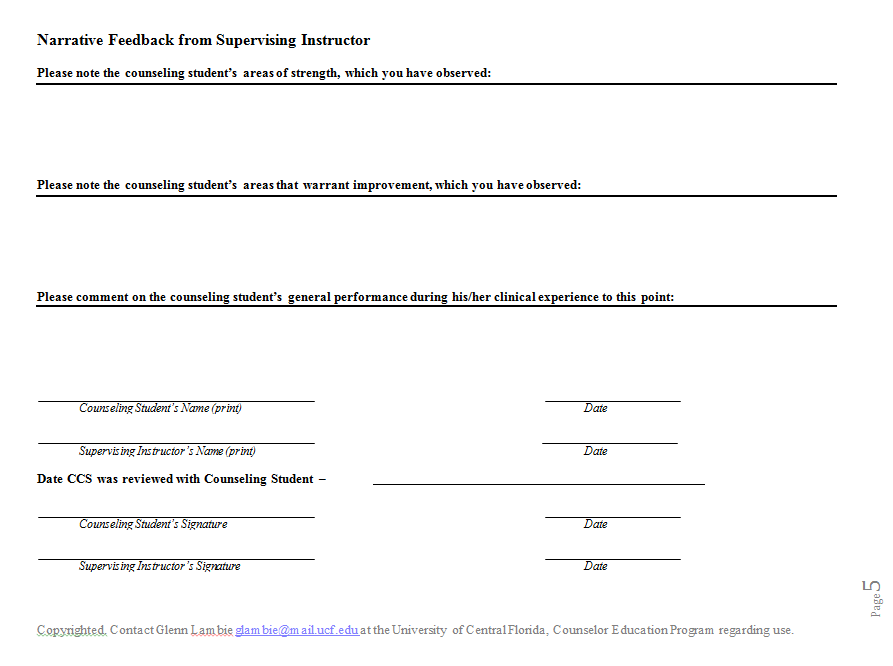 Narrative Feedback from Supervising Instructor
Please note the counseling student’s areas of strength, which you have observed:
Please note the counseling student’s areas that warrant improvement, which you have observed:
Please comment on the counseling student’s general performance during his/her clinical experience to this point:
Counseling Student’s Name (print) Date
Supervising Instructor’s Name (print) Date
Date CCS was reviewed with Counseling Student –
Counseling Student’s Signature Date
Supervising Instructor’s Signature Date
Page 5
Copyrighted. Contact Glenn Lambie glambie@mail.ucf.edu at the University of Central Florida, Counselor Education Program regarding use.